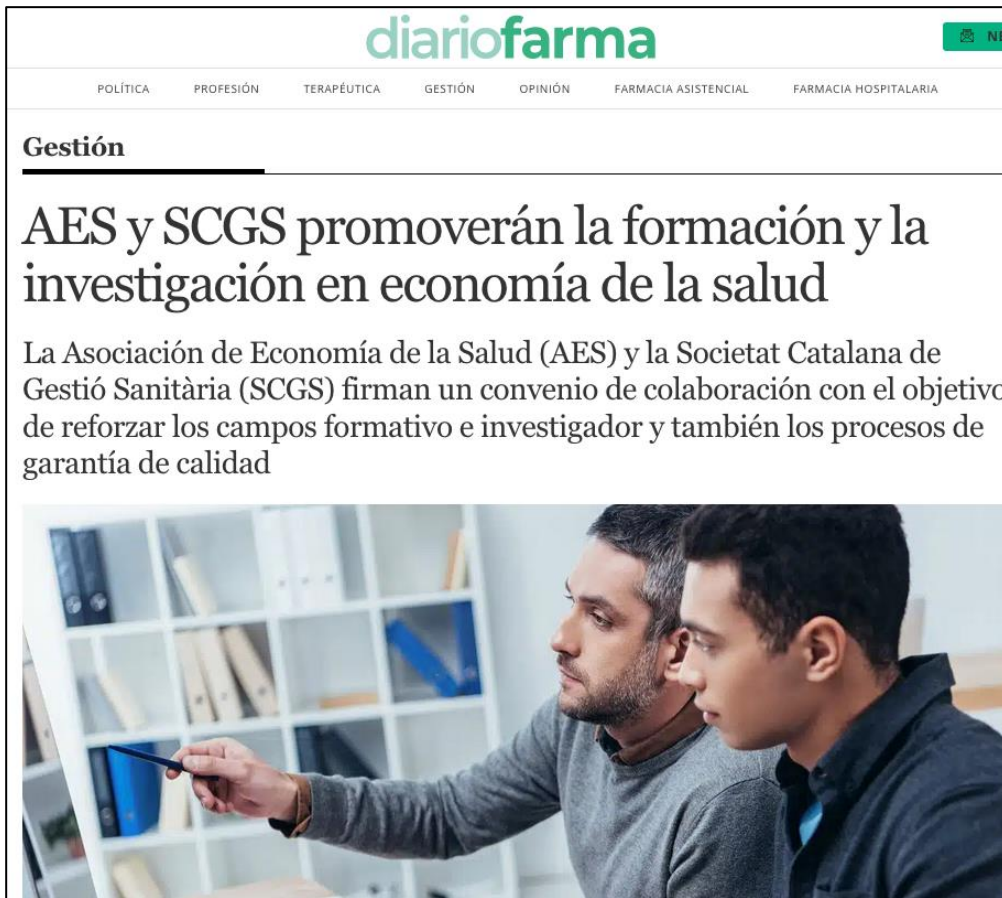 diariofarma
POLÍTICA PROFESIÓN TERAPÉUTICA GESTIÓN OPINIÓN FARMACIA ASISTENCIAL FARMACIA HOSPITALARIA
Gestión
AES y SCGS promoverán la formación y la
investigación en economía de la salud
La Asociación de Economía de la Salud (AES) y la Societat Catalana de
Gestió Sanitària (SCGS) firman un convenio de colaboración con el objetivo
de reforzar los campos formativo e investigador y también los procesos de
garantía de calidad